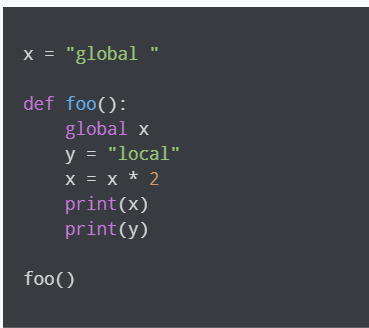 x = "global "

def foo():
    global x
    y = "local"
    x = x * 2
    print(x)
    print(y)

foo()